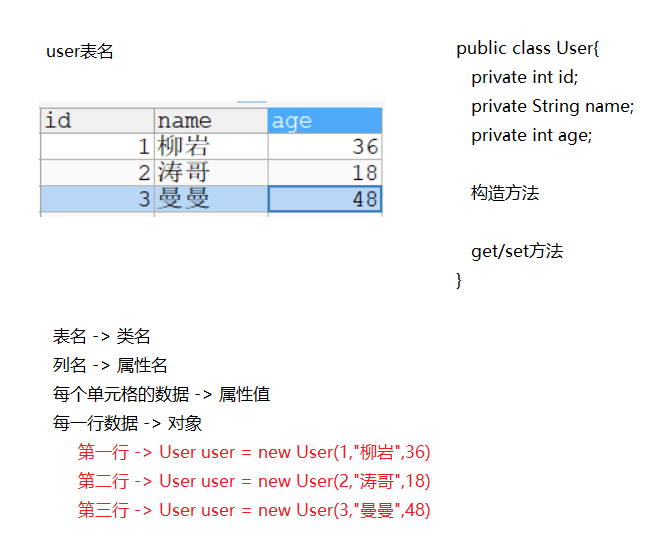 user表名
id name age
1 柳岩 36
2 涛哥 18
3 曼曼 48
public class User{
private int id;
private String name;
private int age;
构造方法
get/set方法
}
表名 -> 类名
列名 -> 属性名
每个单元格的数据 -> 属性值
每一行数据 -> 对象
第一行 -> User user = new User(1,"柳岩",36)
第二行 -> User user = new User(2,"涛哥",18)
第三行 -> User user = new User(3,"曼曼",48)